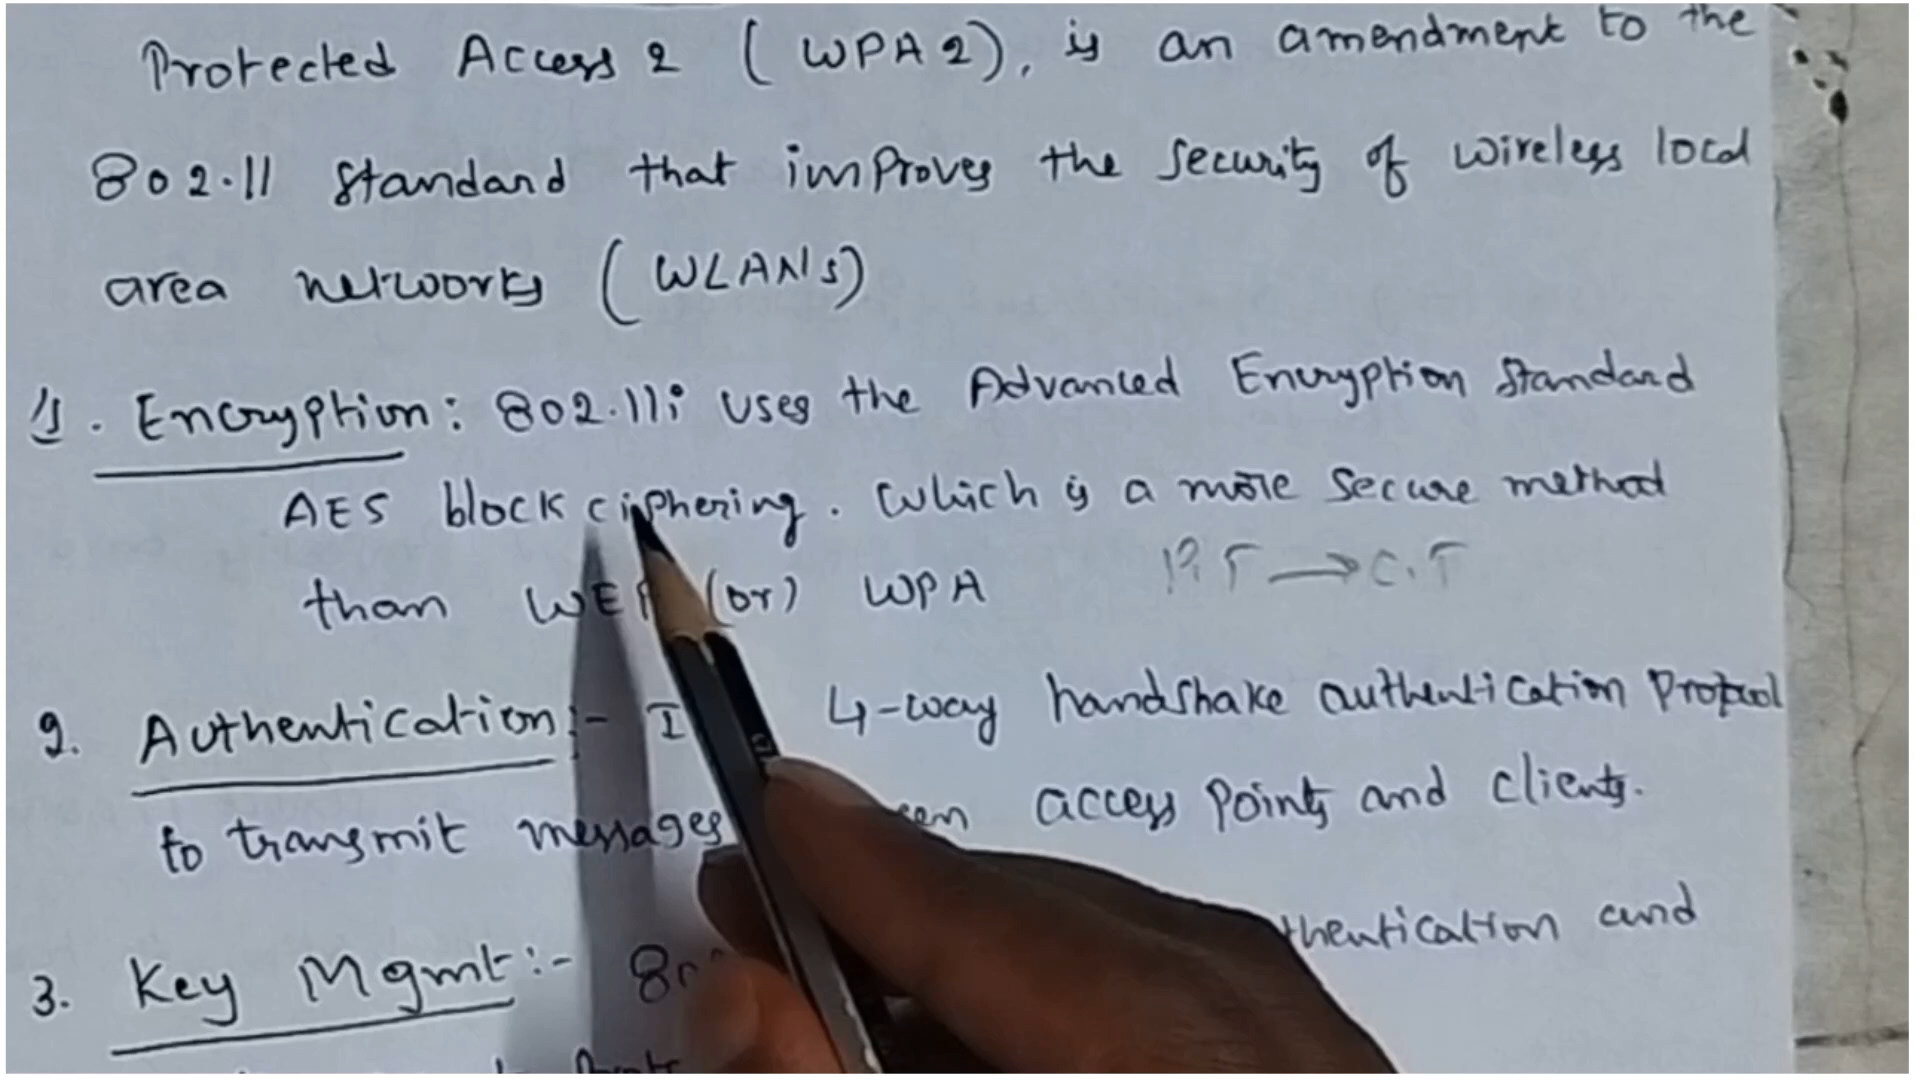 Protected Access 2 (WPA2), is an amendment to the
802.11 standard that improves the security of wireless local
area networks (WLANs)
1. Encryption: 802.11i uses the Advanced Encryption Standard
AES block ciphering. Which is a more secure method
than WEP (or) WPA
P.T → C.T
2. Authentication:- 4-way handshake authentication Protocol
to transmit messages access points and clients.
3. Key Mgmt:- and